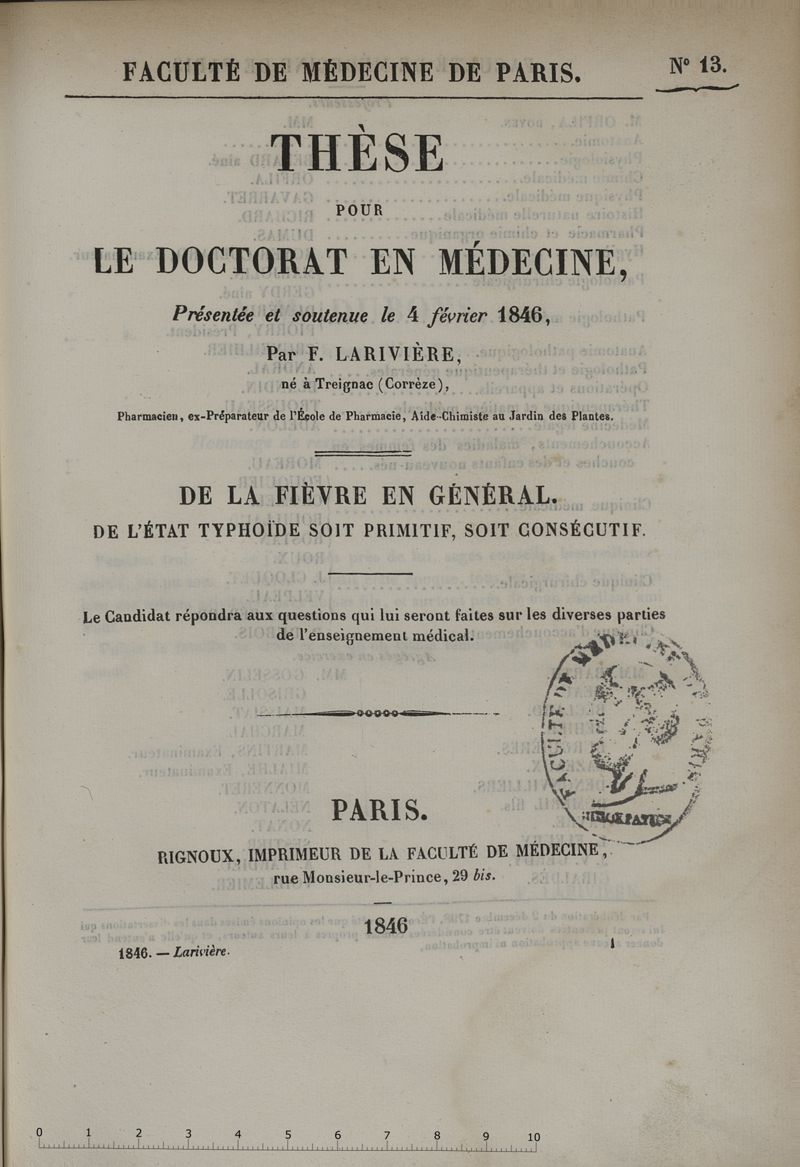 FACULTÉ DE MÉDECINE DE PARIS.
N° 13.
THÈSE
POUR
LE DOCTORAT EN MÉDECINE,
Présentée et soutenue le 4 février 1846,
Par F. LARIVIÈRE,
né à Treignac (Corrèze),
Pharmacien, ex-Préparateur de l'École de Pharmacie, Aide-Chimiste au Jardin des Plantes.
DE LA FIÈVRE EN GÉNÉRAL.
DE L'ÉTAT TYPHOÏDE SOIT PRIMITIF, SOIT CONSÉCUTIF.
Le Candidat répondra aux questions qui lui seront faites sur les diverses parties
de l'enseignement médical.
FACULTE
PARIS
PARIS.
RIGNOUX, IMPRIMEUR DE LA FACULTÉ DE MÉDECINE,
rue Monsieur-le-Prince, 29 bis.
1846
1846. — Larivière.
1
0 1 2 3 4 5 6 7 8 9 10